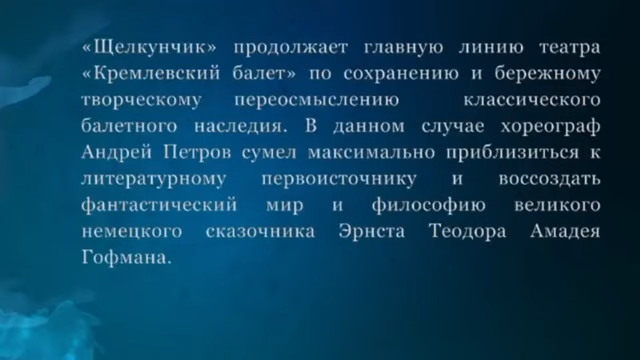 «Щелкунчик» продолжает главную линию театра
«Кремлевский балет» по сохранению и бережному
творческому переосмыслению классического
балетного наследия. В данном случае хореограф
Андрей Петров сумел максимально приблизиться к
литературному первоисточнику и воссоздать
фантастический мир и философию великого
немецкого сказочника Эрнста Теодора Амадея
Гофмана.